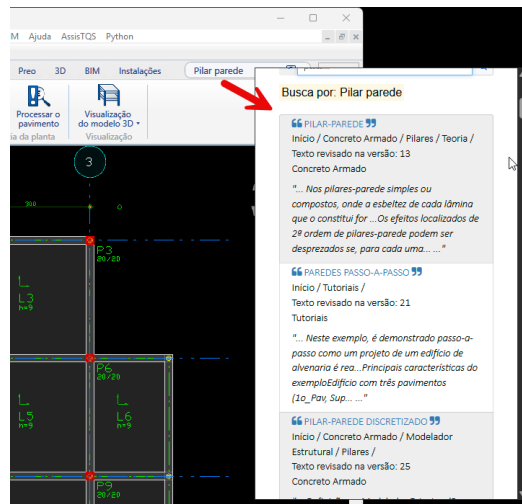 M Ajuda AssisTQS Python
Preo 3D BIM Instalações Pilar parede
Processar o
pavimento
Visualização
do modelo 3D
ia da planta
Visualização
3
300
P3
20/20
L3
h=9
P6
20/20
L5
h=9
L6
h=9
P9
20/20
Busca por: Pilar parede
PILAR-PAREDE
Início / Concreto Armado / Pilares / Teoria /
Texto revisado na versão: 13
Concreto Armado
"... Nos pilares-parede simples ou
compostos, onde a esbeltez de cada lâmina
que o constitui for ...Os efeitos localizados de
2ª ordem de pilares-parede podem ser
desprezados se, para cada uma... ..."
PAREDES PASSO-A-PASSO
Início / Tutoriais /
Texto revisado na versão: 21
Tutoriais
"... Neste exemplo, é demonstrado passo-a-
passo como um projeto de um edifício de
alvenaria é rea...Principais características do
exemploEdifício com três pavimentos
(1o_Pav, Sup... ..."
PILAR-PAREDE DISCRETIZADO
Início / Concreto Armado / Modelador
Estrutural / Pilares /
Texto revisado na versão: 25
Concreto Armado